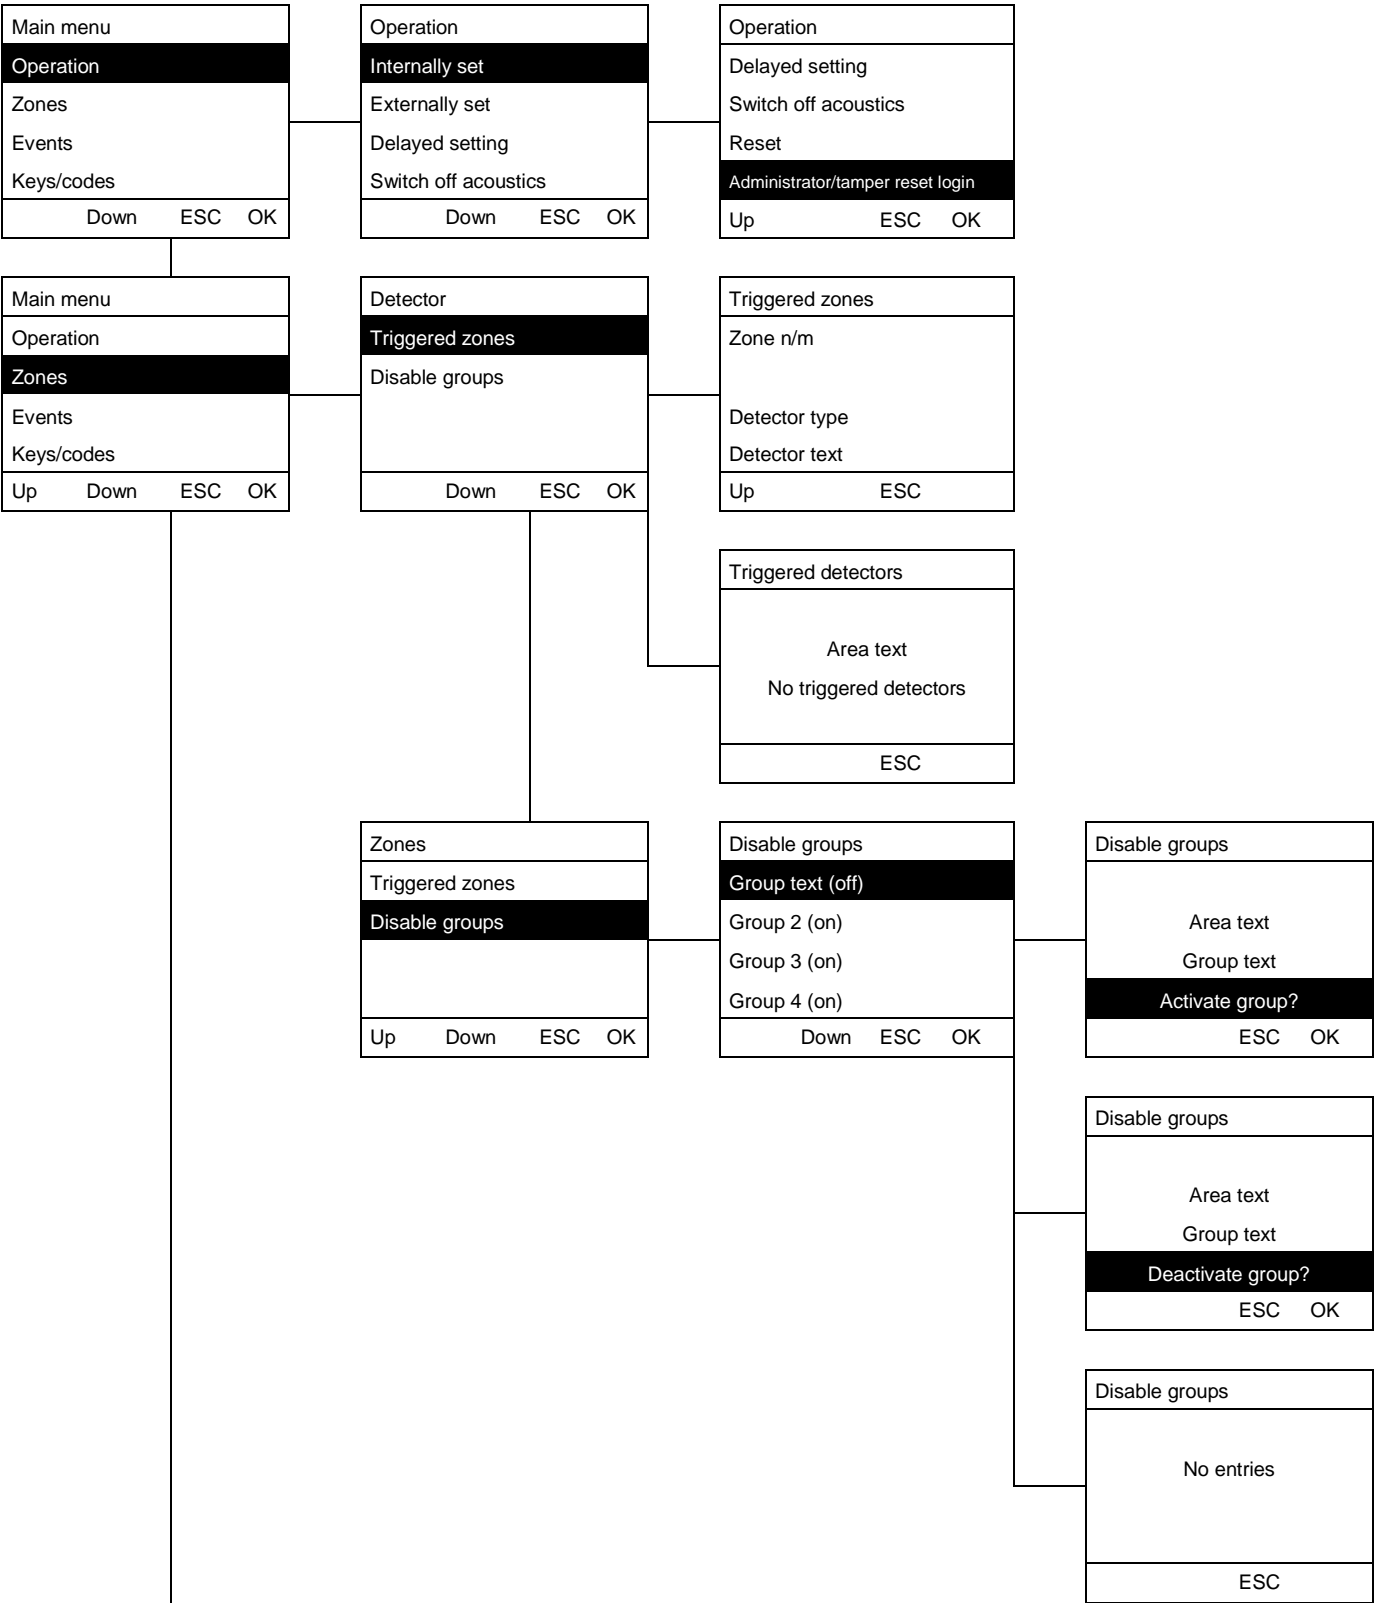 Main menu
Operation
Zones
Events
Keys/codes
Down ESC OK
Operation
Internally set
Externally set
Delayed setting
Switch off acoustics
Down ESC OK
Operation
Delayed setting
Switch off acoustics
Reset
Administrator/tamper reset login
Up ESC OK
Main menu
Operation
Zones
Events
Keys/codes
Up Down ESC OK
Detector
Triggered zones
Disable groups
Down ESC OK
Triggered zones
Zone n/m
Detector type
Detector text
Up ESC
Triggered detectors
Area text
No triggered detectors
ESC
Zones
Triggered zones
Disable groups
Up Down ESC OK
Disable groups
Group text (off)
Group 2 (on)
Group 3 (on)
Group 4 (on)
Down ESC OK
Disable groups
Area text
Group text
Activate group?
ESC OK
Disable groups
Area text
Group text
Deactivate group?
ESC OK
Disable groups
No entries
ESC